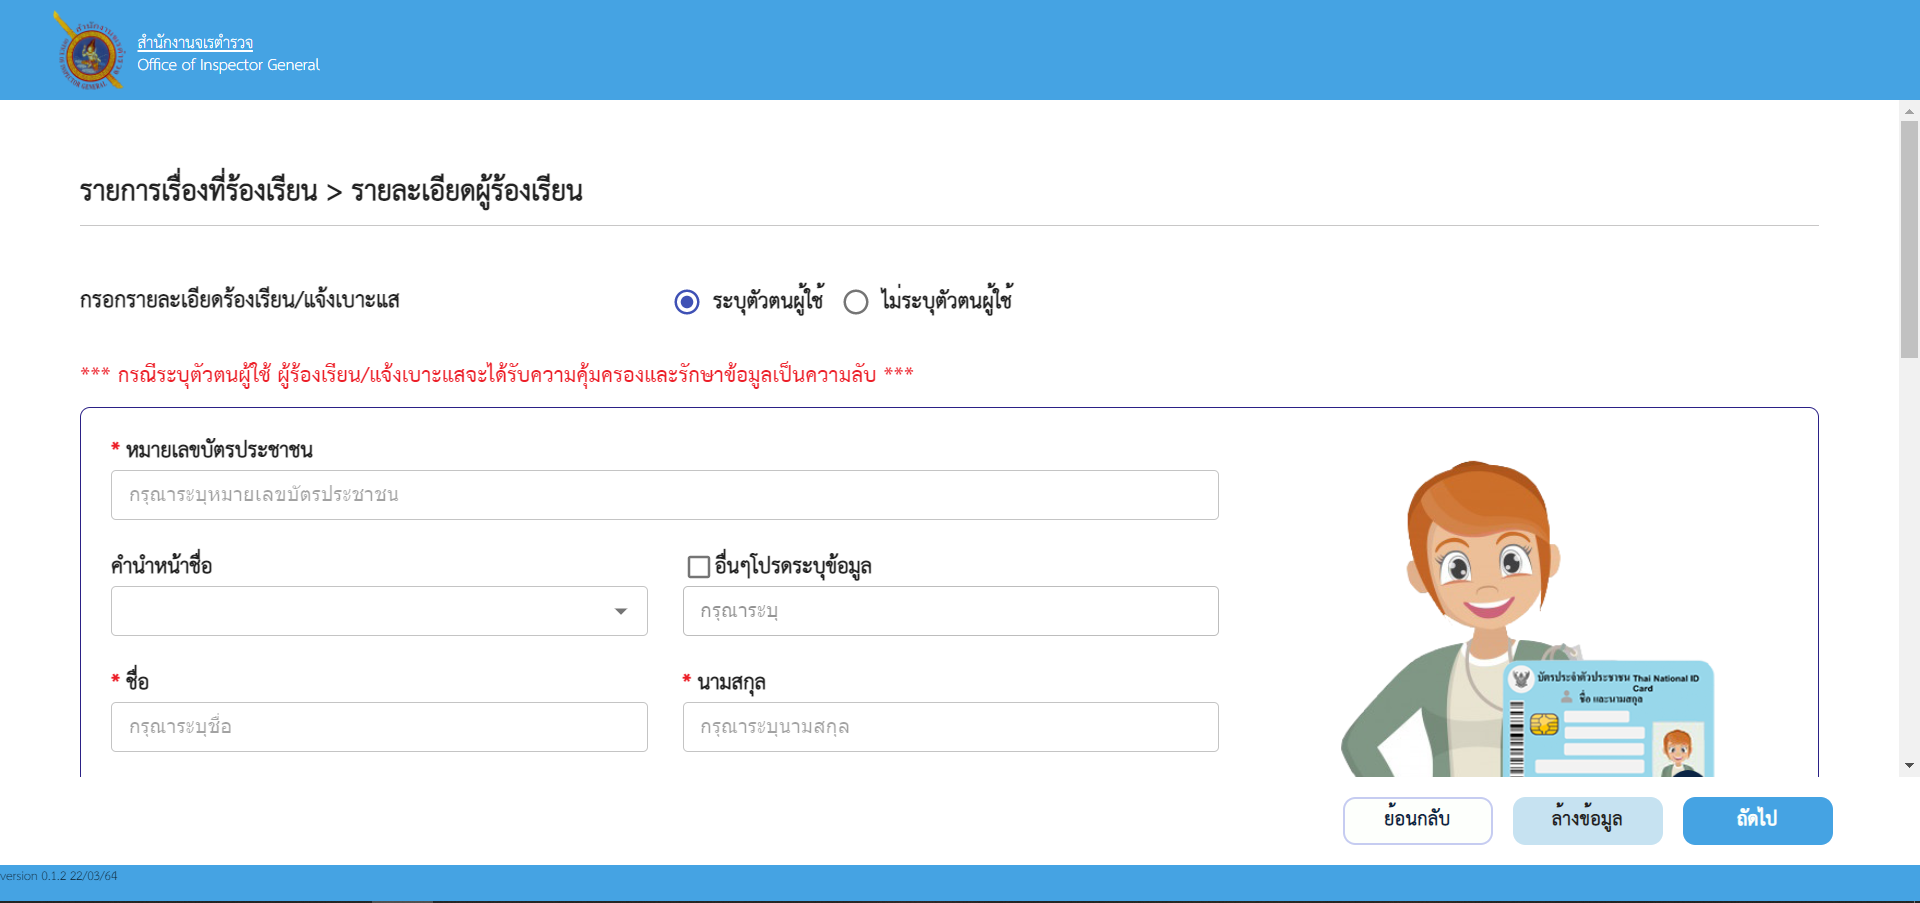 สำนักงานจเรตำรวจ
Office of Inspector General
รายการเรื่องที่ร้องเรียน > รายละเอียดผู้ร้องเรียน
กรอกรายละเอียดร้องเรียน/แจ้งเบาะแส
ระบุตัวตนผู้ใช้ ไม่ระบุตัวตนผู้ใช้
*** กรณีระบุตัวตนผู้ใช้ ผู้ร้องเรียน/แจ้งเบาะแสจะได้รับความคุ้มครองและรักษาข้อมูลเป็นความลับ ***
* หมายเลขบัตรประชาชน
กรุณาระบุหมายเลขบัตรประชาชน
คำนำหน้าชื่อ
อื่นๆโปรดระบุข้อมูล
กรุณาระบุ
* ชื่อ
* นามสกุล
กรุณาระบุชื่อ
กรุณาระบุนามสกุล
บัตรประจำตัวประชาชน Thai National ID
Card
ชื่อ และนามสกุล
ย้อนกลับ
ล้างข้อมูล
ถัดไป
version 0.1.2 22/03/64